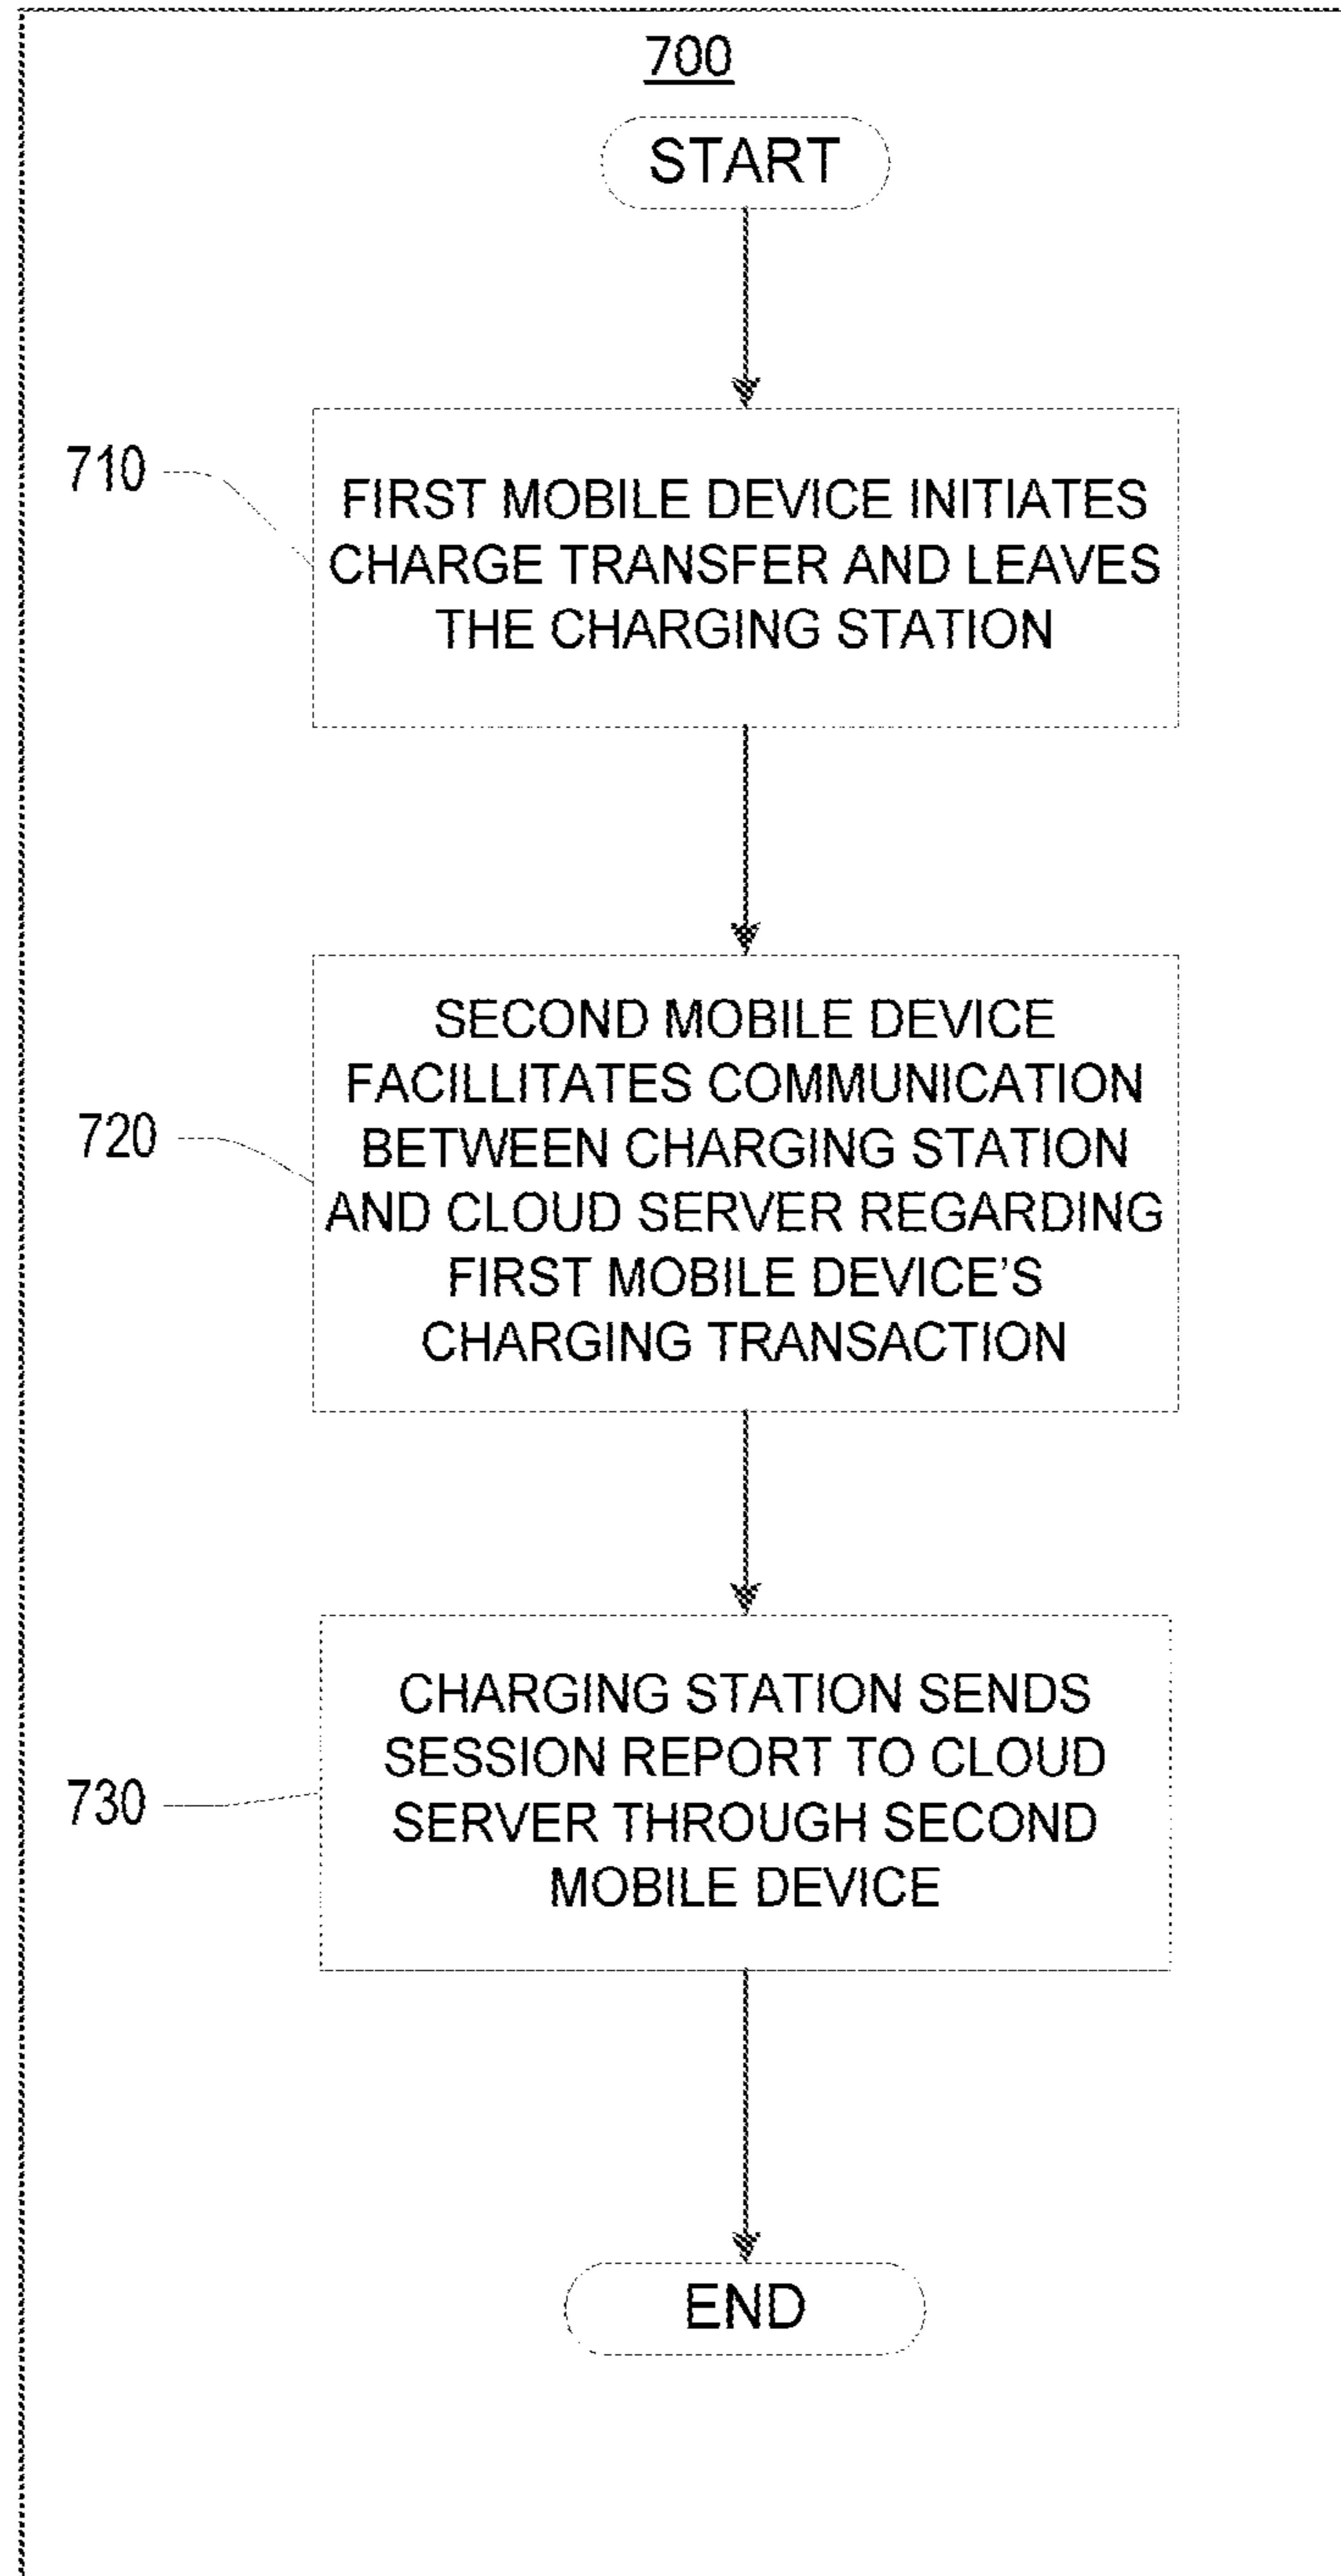 700
START
710
FIRST MOBILE DEVICE INITIATES
CHARGE TRANSFER AND LEAVES
THE CHARGING STATION
720
SECOND MOBILE DEVICE
FACILLITATES COMMUNICATION
BETWEEN CHARGING STATION
AND CLOUD SERVER REGARDING
FIRST MOBILE DEVICE'S
CHARGING TRANSACTION
730
CHARGING STATION SENDS
SESSION REPORT TO CLOUD
SERVER THROUGH SECOND
MOBILE DEVICE
END